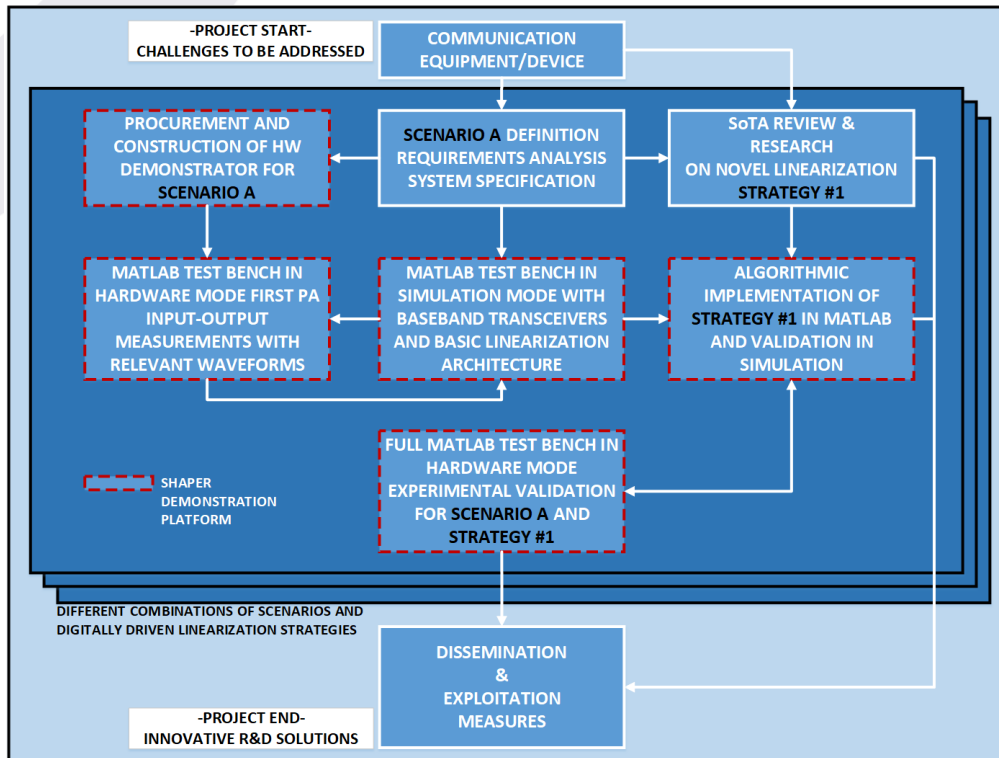 -PROJECT START-
CHALLENGES TO BE ADDRESSED
COMMUNICATION
EQUIPMENT/DEVICE
PROCUREMENT AND
CONSTRUCTION OF HW
DEMONSTRATOR FOR
SCENARIO A
SCENARIO A DEFINITION
REQUIREMENTS ANALYSIS
SYSTEM SPECIFICATION
SoTA REVIEW &
RESEARCH
ON NOVEL LINEARIZATION
STRATEGY #1
MATLAB TEST BENCH IN
HARDWARE MODE FIRST PA
INPUT-OUTPUT
MEASUREMENTS WITH
RELEVANT WAVEFORMS
MATLAB TEST BENCH IN
SIMULATION MODE WITH
BASEBAND TRANSCEIVERS
AND BASIC LINEARIZATION
ARCHITECTURE
ALGORITHMIC
IMPLEMENTATION OF
STRATEGY #1 IN MATLAB
AND VALIDATION IN
SIMULATION
FULL MATLAB TEST BENCH IN
HARDWARE MODE
EXPERIMENTAL VALIDATION
FOR SCENARIO A AND
STRATEGY #1
SHAPER
DEMONSTRATION
PLATFORM
DIFFERENT COMBINATIONS OF SCENARIOS AND
DIGITALLY DRIVEN LINEARIZATION STRATEGIES
DISSEMINATION
&
EXPLOITATION
MEASURES
-PROJECT END-
INNOVATIVE R&D SOLUTIONS